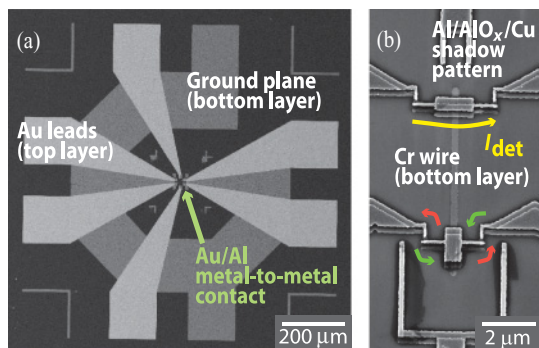 (a)
Ground plane
(bottom layer)
Au leads
(top layer)
Au/Al
metal-to-metal
contact
200 μm
(b)
Al/AlOx/Cu
shadow
pattern
Idet
Cr wire
(bottom layer)
2 μm